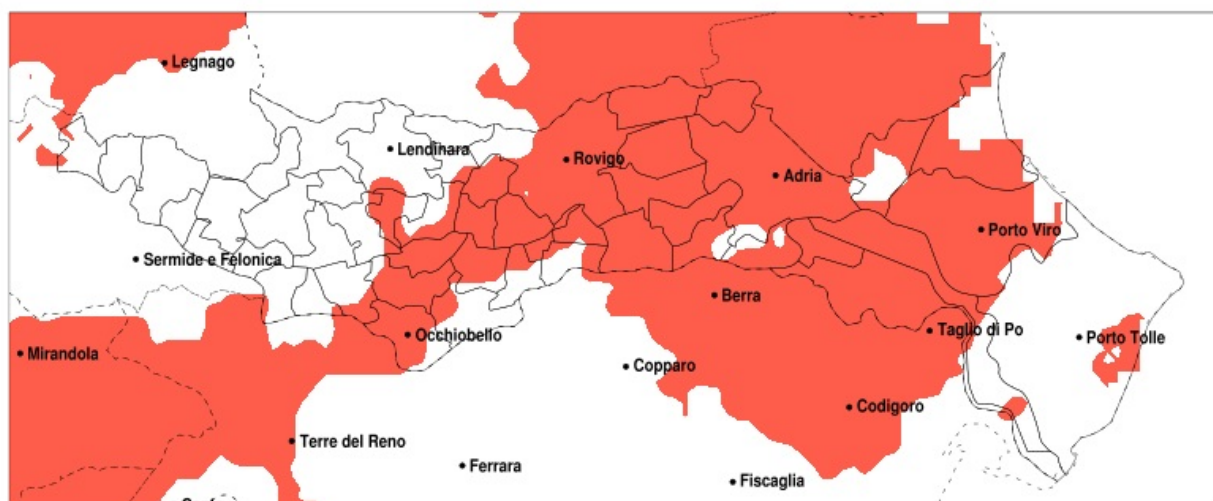 Legnago
Lendinara
Rovigo
Adria
Porto Viro
Sermide e Felonica
Berra
Mirandola
Occhiobello
Taglio di Po
Porto Tolle
Copparo
Codigoro
Terre del Reno
Ferrara
Fiscaglia